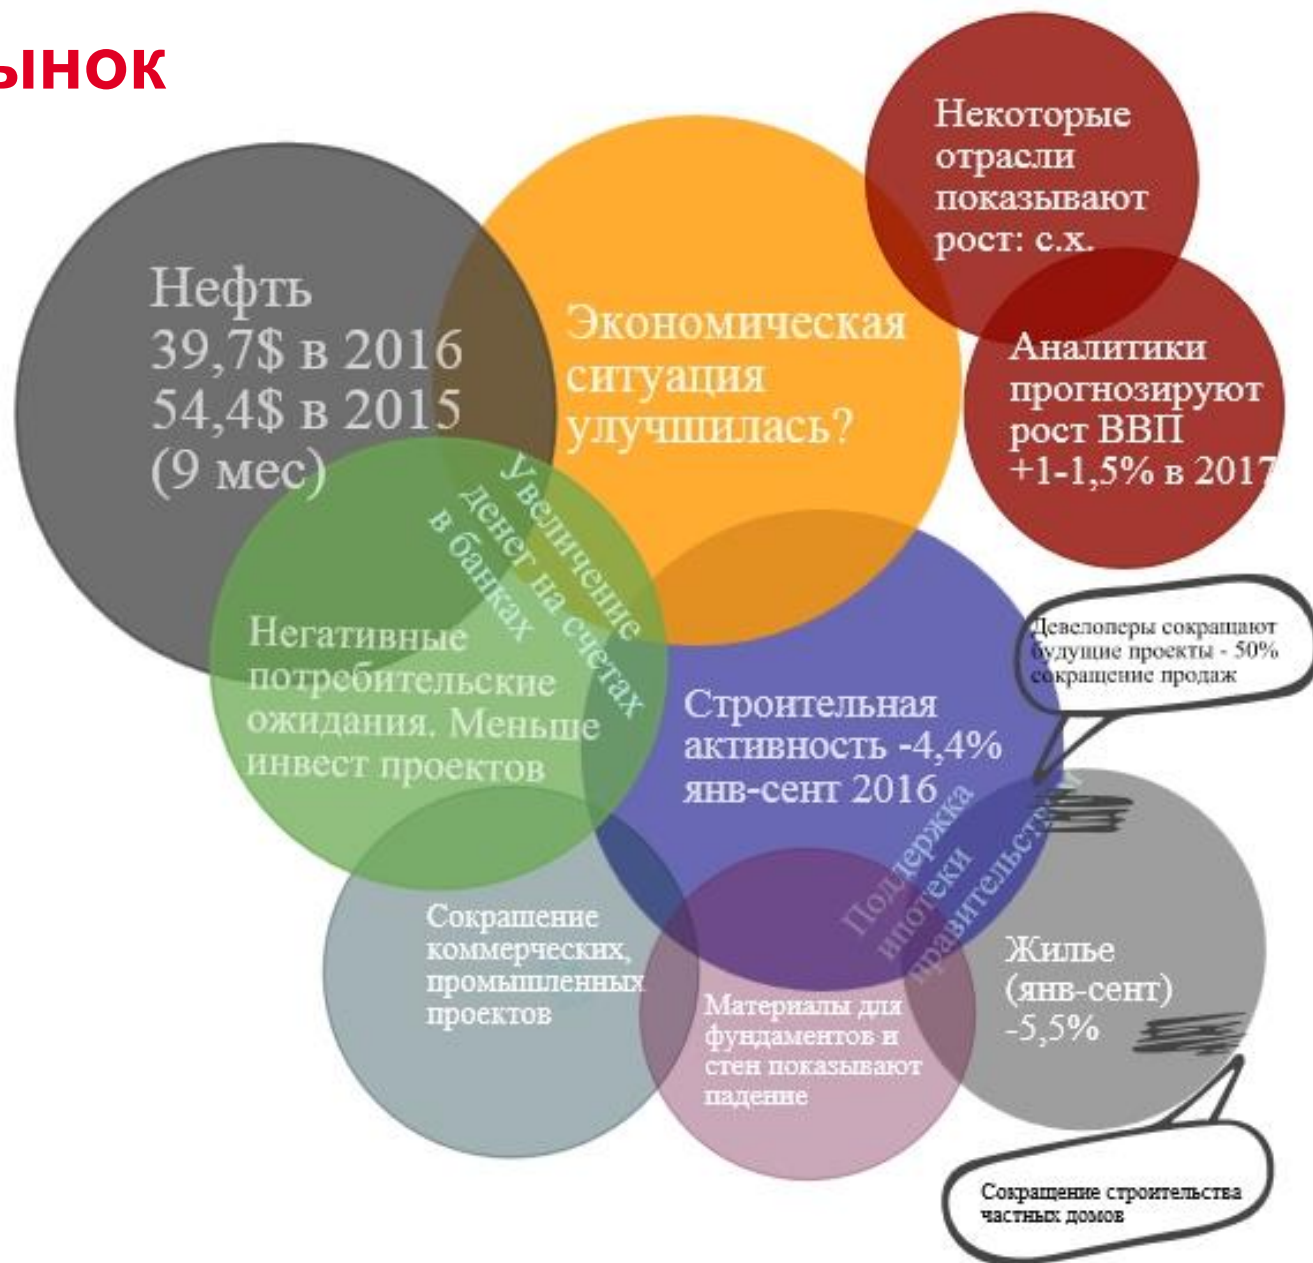 ынок
Некоторые
отрасли
показывают
рост: с.х.
Нефть
39,7$ в 2016
54,4$ в 2015
(9 мес)
Экономическая
ситуация
улучшилась?
Аналитики
прогнозируют
рост ВВП
+1-1,5% в 2017
Увеличение
денег на счетах
в банках
Негативные
потребительские
ожидания. Меньше
инвест проектов
Девелоперы сокращают
будущие проекты - 50%
сокращение продаж
Строительная
активность -4,4%
янв-сент 2016
Поддержка
ипотеки
Сокрашение
коммерческих,
промышленных
проектов
Материалы для
фундаментов и
стен показывают
падение
Жилье
(янв-сент)
-5,5%
Сокращение строительства
частных домов